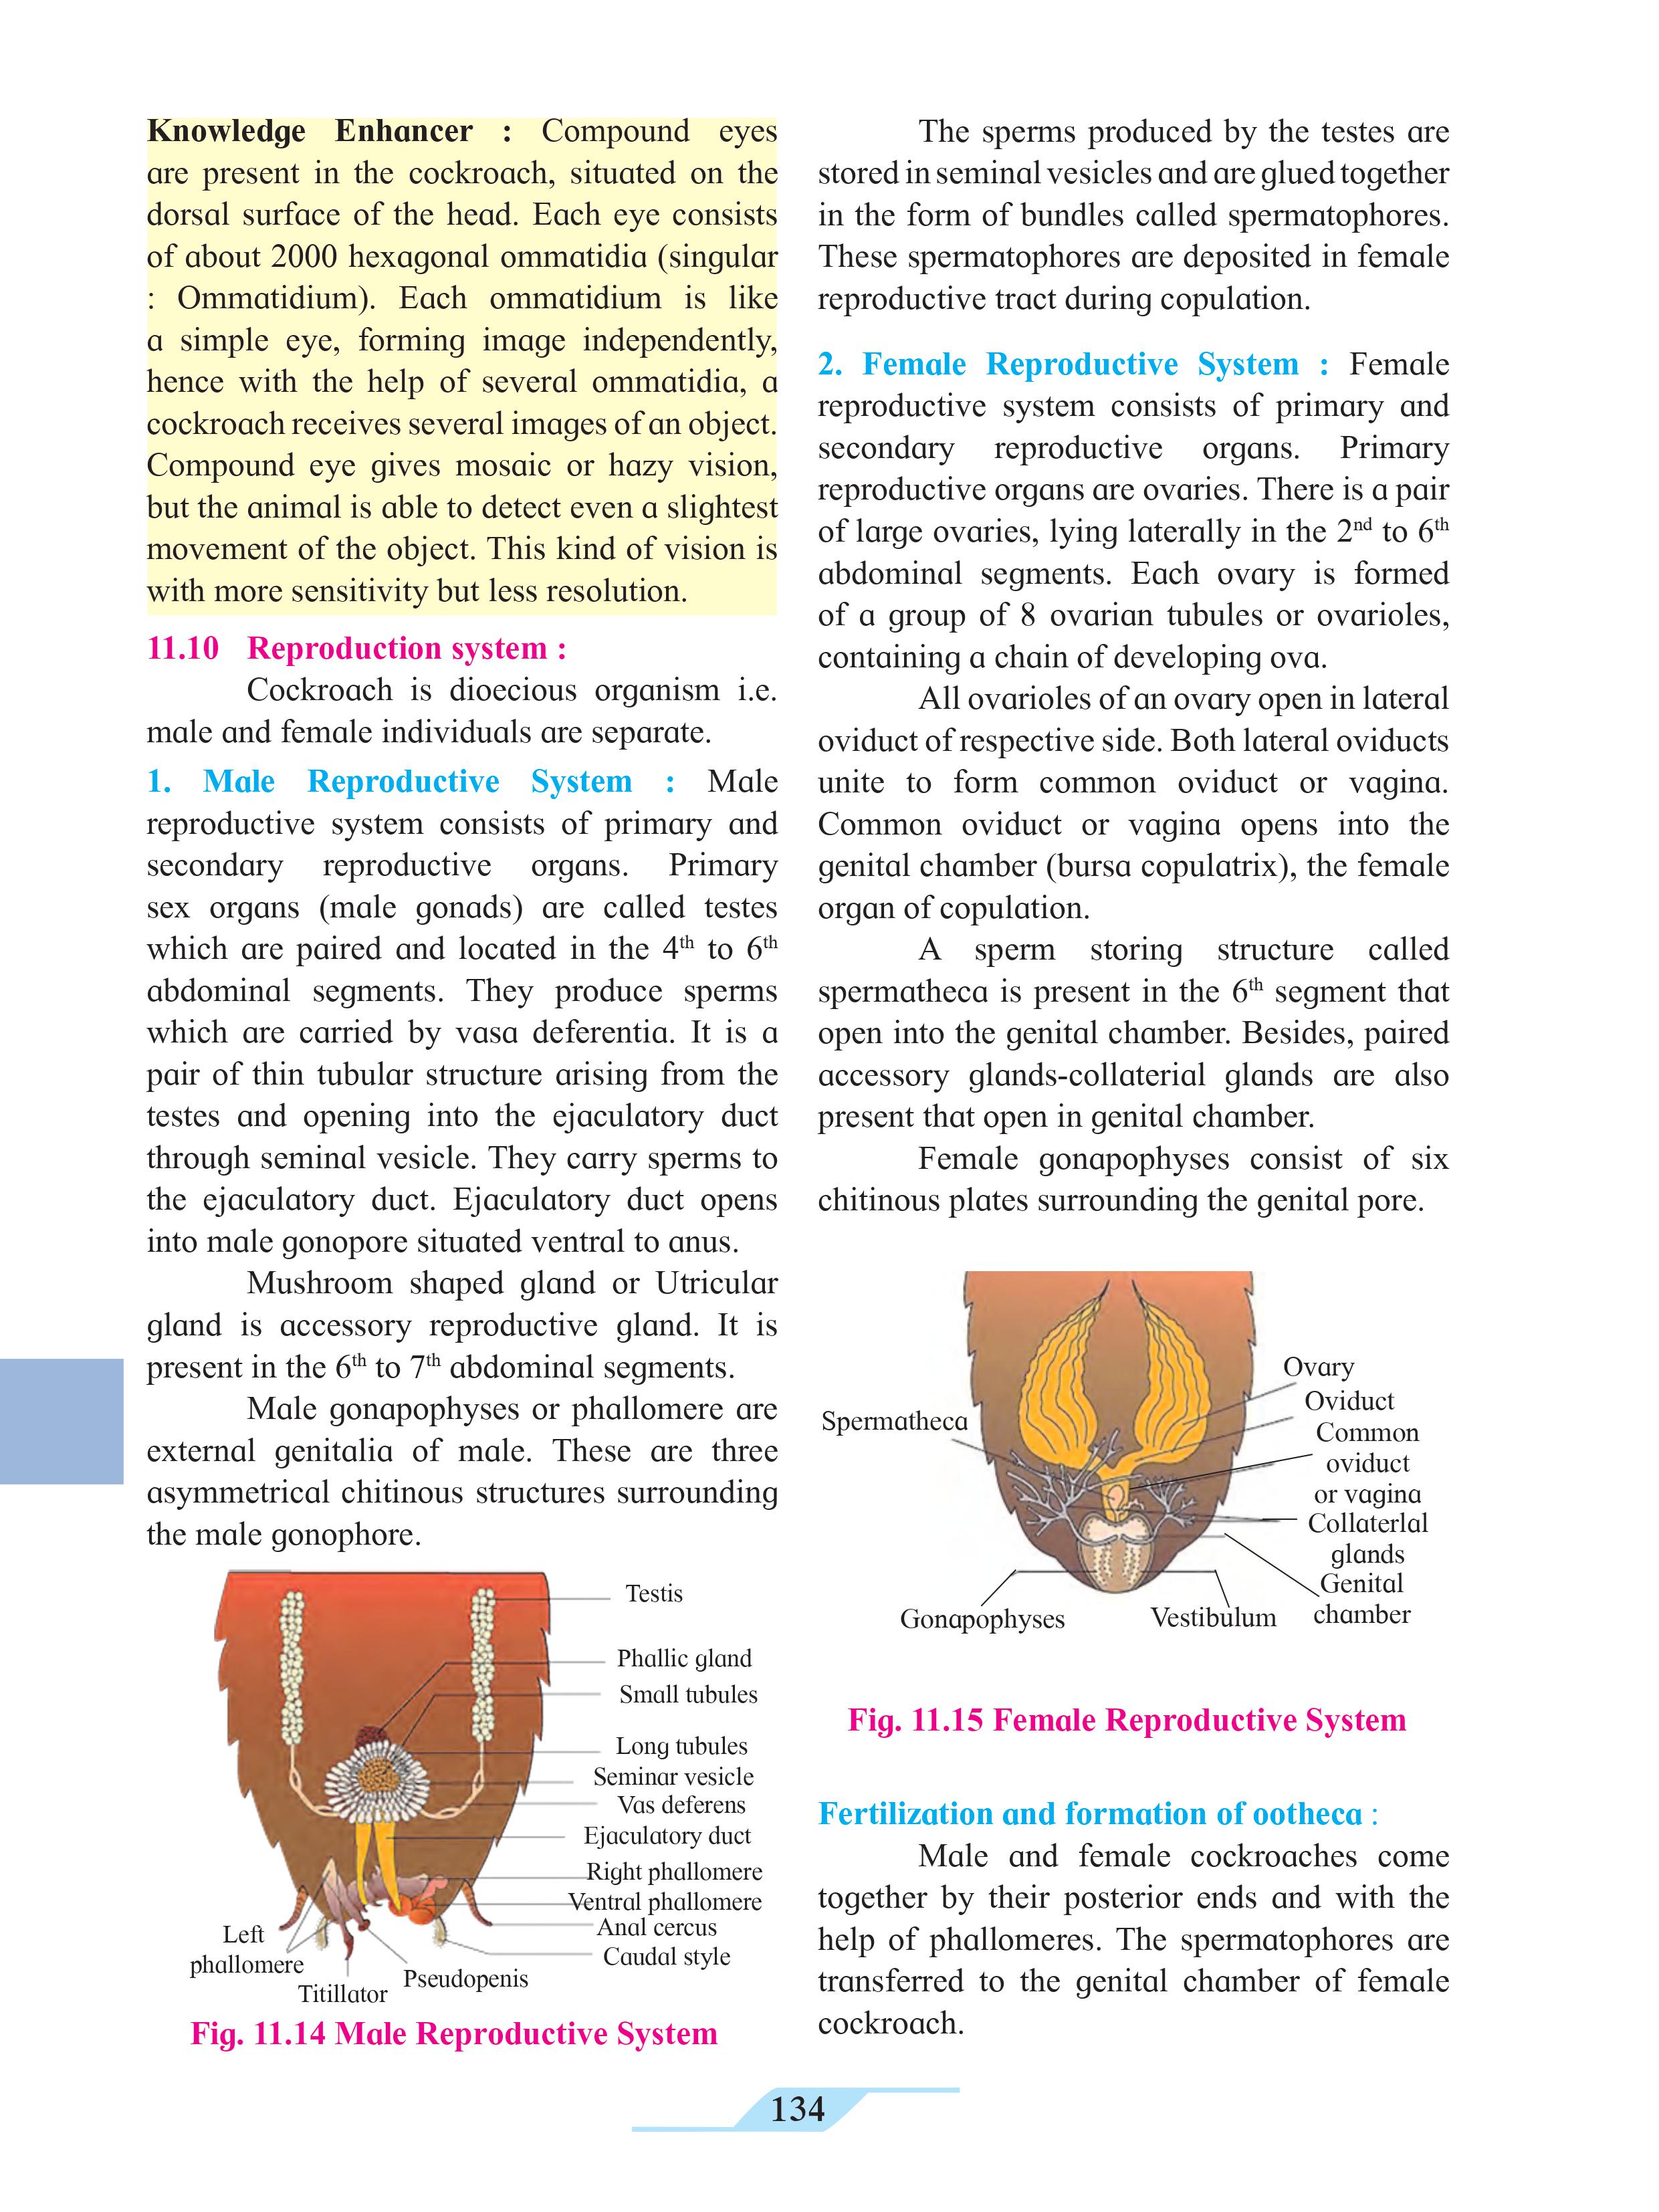 Knowledge Enhancer : Compound eyes
are present in the cockroach, situated on the
dorsal surface of the head. Each eye consists
of about 2000 hexagonal ommatidia (singular
: Ommatidium). Each ommatidium is like
a simple eye, forming image independently,
hence with the help of several ommatidia, a
cockroach receives several images of an object.
Compound eye gives mosaic or hazy vision,
but the animal is able to detect even a slightest
movement of the object. This kind of vision is
with more sensitivity but less resolution.
11.10 Reproduction system :
Cockroach is dioecious organism i.e.
male and female individuals are separate.
1. Male Reproductive System : Male
reproductive system consists of primary and
secondary reproductive organs. Primary
sex organs (male gonads) are called testes
which are paired and located in the 4th to 6th
abdominal segments. They produce sperms
which are carried by vasa deferentia. It is a
pair of thin tubular structure arising from the
testes and opening into the ejaculatory duct
through seminal vesicle. They carry sperms to
the ejaculatory duct. Ejaculatory duct opens
into male gonopore situated ventral to anus.
Mushroom shaped gland or Utricular
gland is accessory reproductive gland. It is
present in the 6th to 7th abdominal segments.
Male gonapophyses or phallomere are
external genitalia of male. These are three
asymmetrical chitinous structures surrounding
the male gonophore.
Testis
Phallic gland
Small tubules
Long tubules
Seminar vesicle
Vas deferens
Ejaculatory duct
Right phallomere
Ventral phallomere
Anal cercus
Caudal style
Left
phallomere
Titillator
Pseudopenis
Fig. 11.14 Male Reproductive System
The sperms produced by the testes are
stored in seminal vesicles and are glued together
in the form of bundles called spermatophores.
These spermatophores are deposited in female
reproductive tract during copulation.
2. Female Reproductive System : Female
reproductive system consists of primary and
secondary reproductive organs. Primary
reproductive organs are ovaries. There is a pair
of large ovaries, lying laterally in the 2nd to 6th
abdominal segments. Each ovary is formed
of a group of 8 ovarian tubules or ovarioles,
containing a chain of developing ova.
All ovarioles of an ovary open in lateral
oviduct of respective side. Both lateral oviducts
unite to form common oviduct or vagina.
Common oviduct or vagina opens into the
genital chamber (bursa copulatrix), the female
organ of copulation.
A sperm storing structure called
spermatheca is present in the 6th segment that
open into the genital chamber. Besides, paired
accessory glands-collaterial glands are also
present that open in genital chamber.
Female gonapophyses consist of six
chitinous plates surrounding the genital pore.
Spermatheca
Ovary
Oviduct
Common
oviduct
or vagina
Collaterlal
glands
Genital
chamber
Gonapophyses
Vestibulum
Fig. 11.15 Female Reproductive System
Fertilization and formation of ootheca :
Male and female cockroaches come
together by their posterior ends and with the
help of phallomeres. The spermatophores are
transferred to the genital chamber of female
cockroach.
134